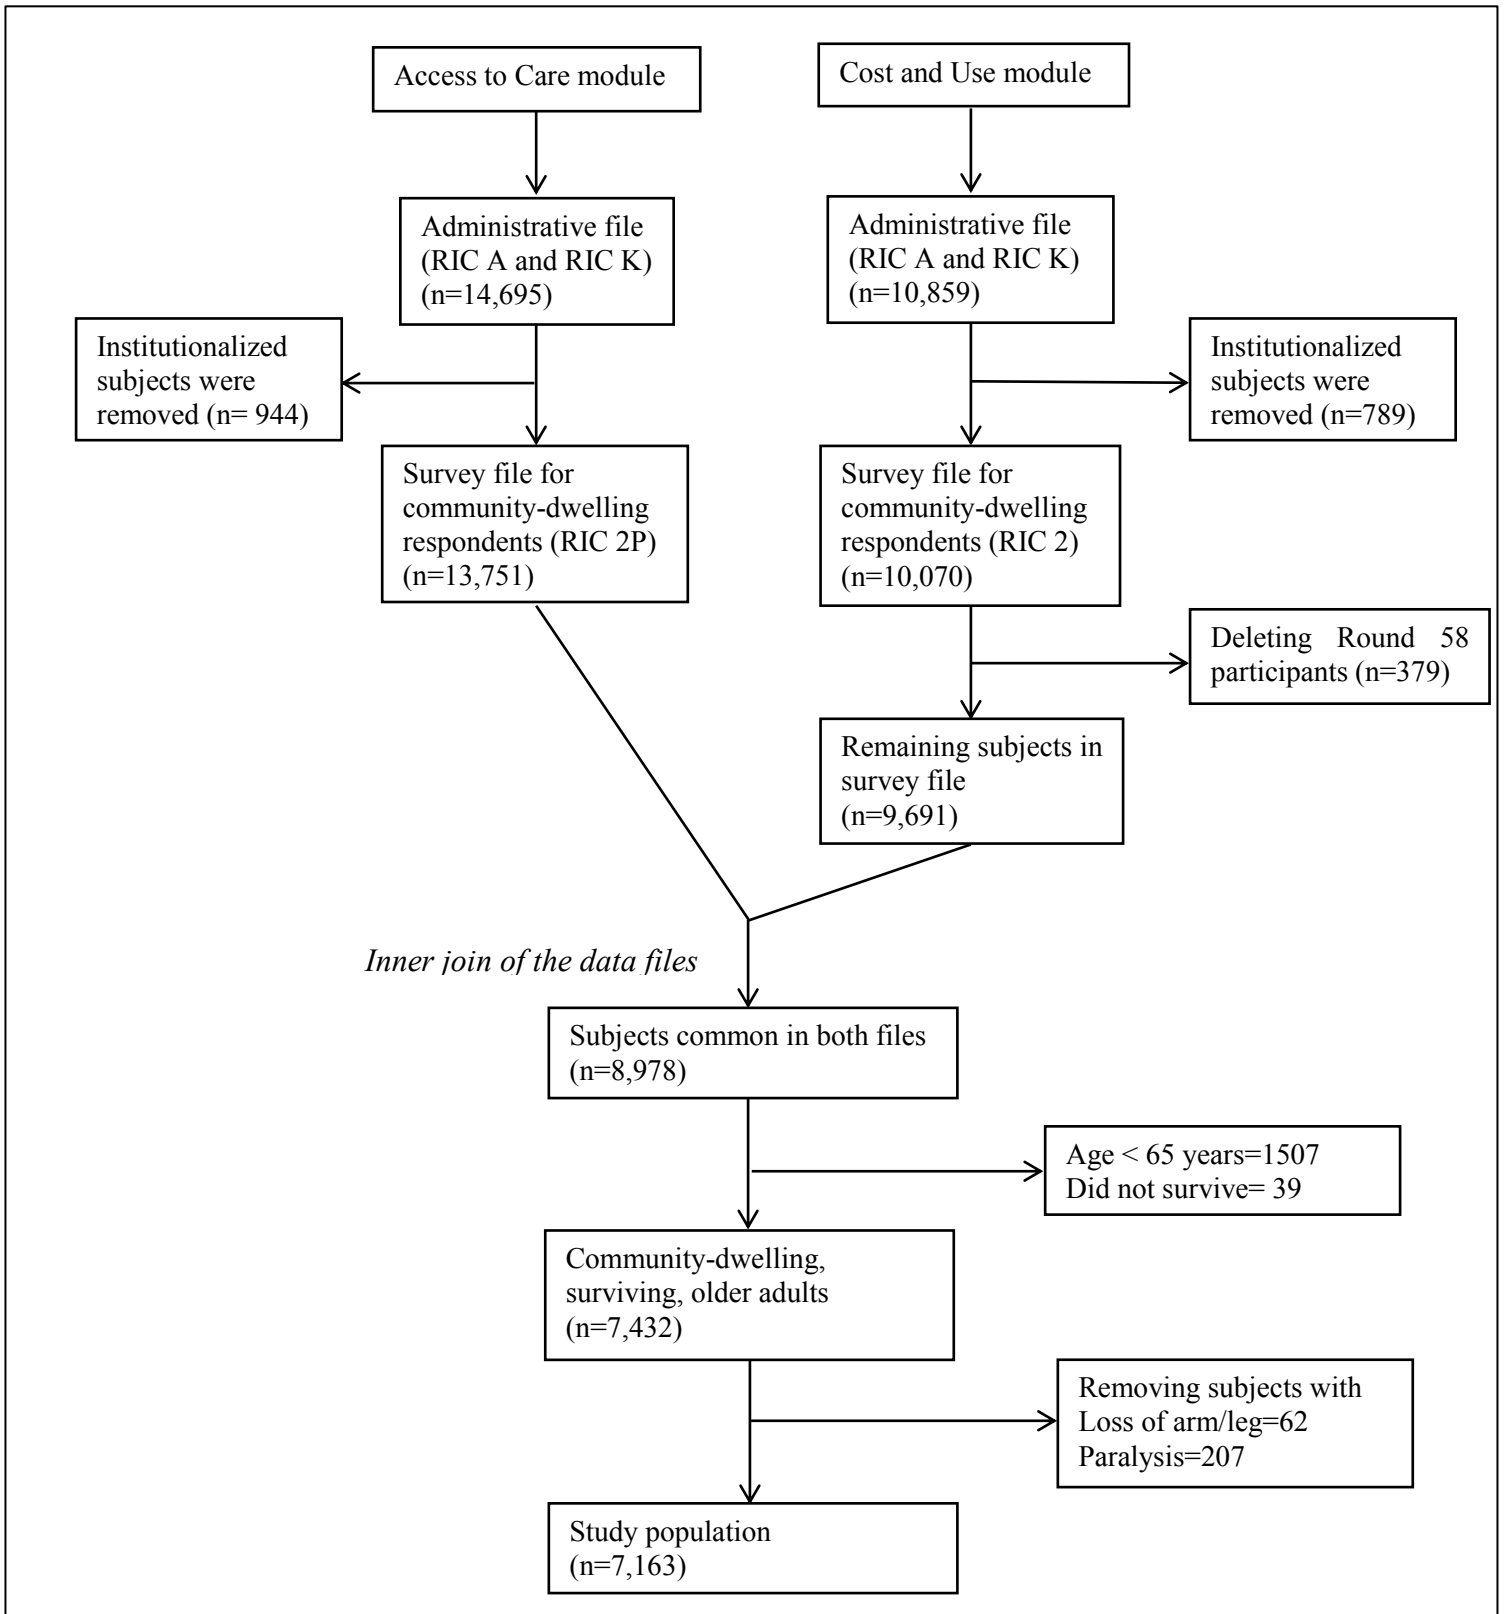 Access to Care module
Cost and Use module
Administrative file
(RIC A and RIC K)
(n=14,695)
Administrative file
(RIC A and RIC K)
(n=10,859)
Institutionalized
subjects were
removed (n= 944)
Institutionalized
subjects were
removed (n=789)
Survey file for
community-dwelling
respondents (RIC 2P)
(n=13,751)
Survey file for
community-dwelling
respondents (RIC 2)
(n=10,070)
Deleting Round 58
participants (n=379)
Remaining subjects in
survey file
(n=9,691)
Inner join of the data files
Subjects common in both files
(n=8,978)
Age < 65 years=1507
Did not survive= 39
Community-dwelling,
surviving, older adults
(n=7,432)
Removing subjects with
Loss of arm/leg=62
Paralysis=207
Study population
(n=7,163)